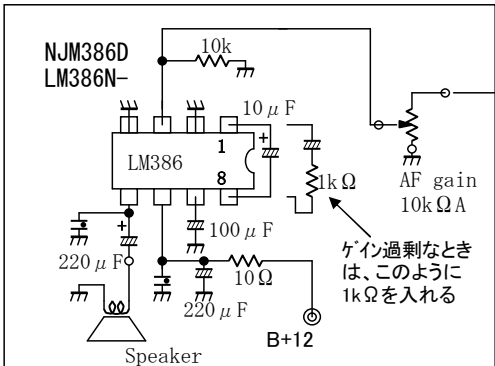 NJM386D
LM386N-
10k
10μF
1
LM386
8
1kΩ
AF gain
10kΩA
100μF
220μF
10Ω
220μF
ｹﾞｲﾝ過剰なとき
は、このように
1kΩを入れる
B+12
Speaker